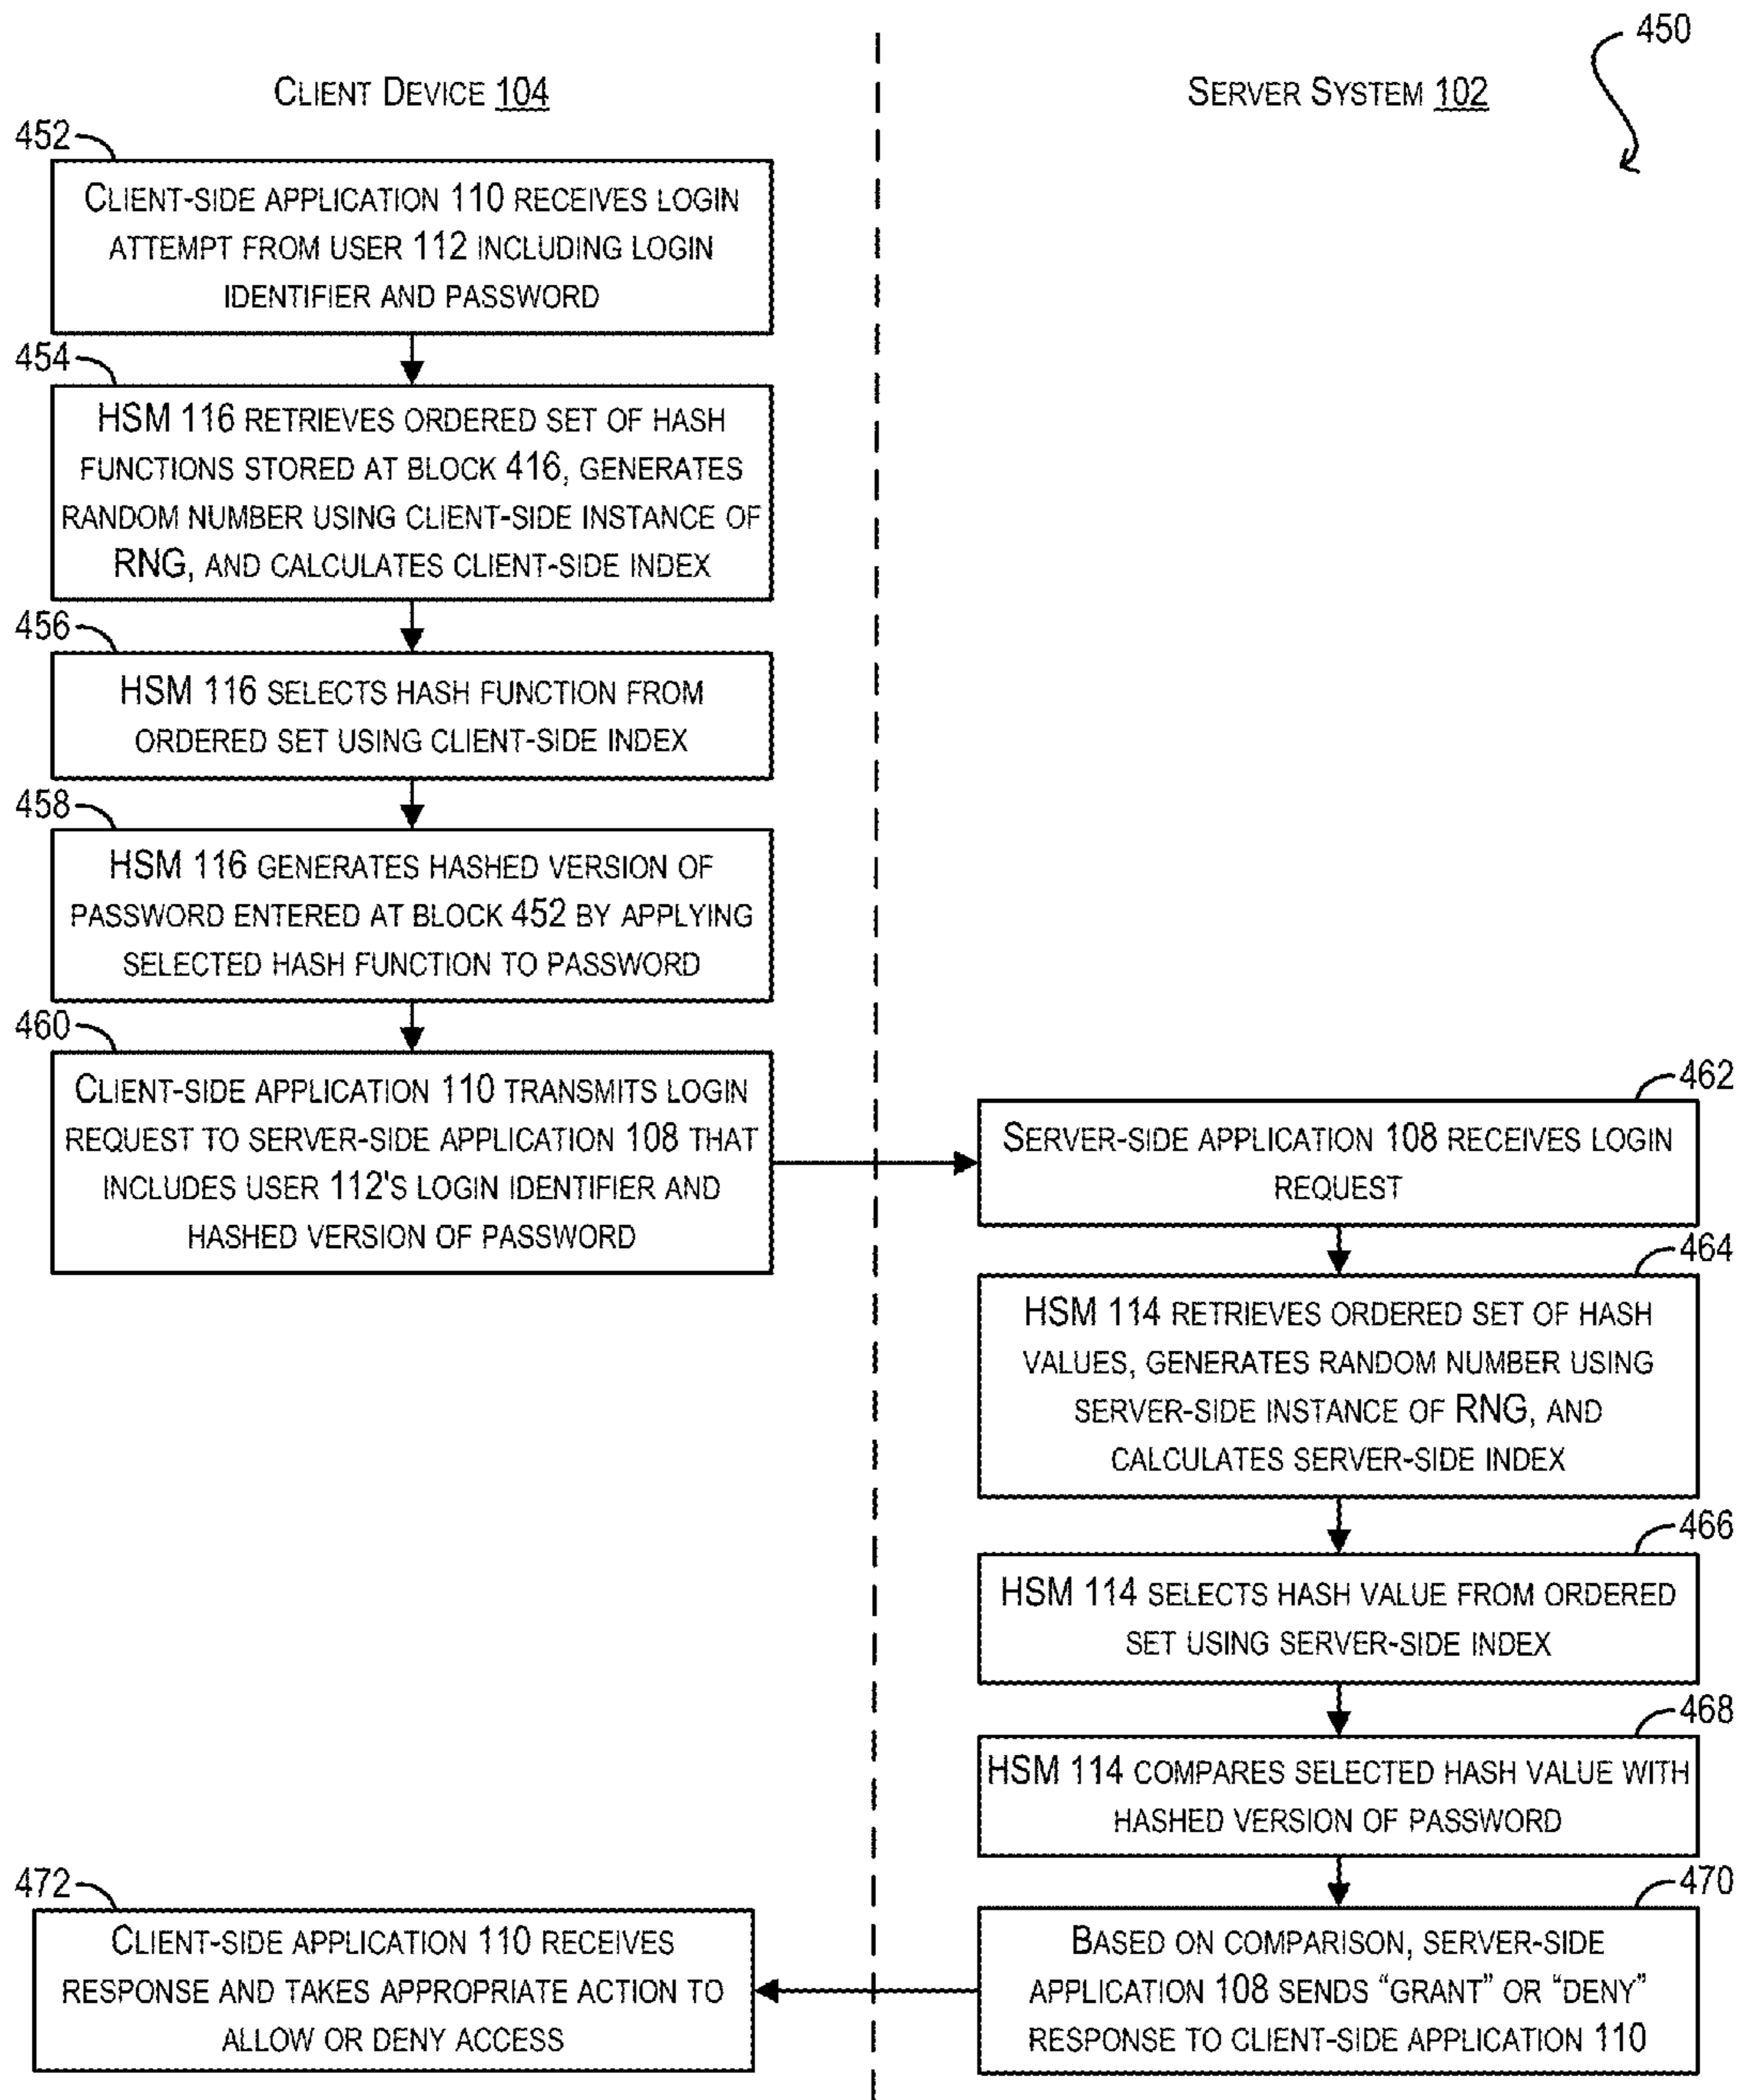 450
CLIENT DEVICE 104
SERVER SYSTEM 102
452
CLIENT-SIDE APPLICATION 110 RECEIVES LOGIN
ATTEMPT FROM USER 112 INCLUDING LOGIN
IDENTIFIER AND PASSWORD
454
HSM 116 RETRIEVES ORDERED SET OF HASH
FUNCTIONS STORED AT BLOCK 416, GENERATES
RANDOM NUMBER USING CLIENT-SIDE INSTANCE OF
RNG, AND CALCULATES CLIENT-SIDE INDEX
456
HSM 116 SELECTS HASH FUNCTION FROM
ORDERED SET USING CLIENT-SIDE INDEX
458
HSM 116 GENERATES HASHED VERSION OF
PASSWORD ENTERED AT BLOCK 452 BY APPLYING
SELECTED HASH FUNCTION TO PASSWORD
460
CLIENT-SIDE APPLICATION 110 TRANSMITS LOGIN
REQUEST TO SERVER-SIDE APPLICATION 108 THAT
INCLUDES USER 112'S LOGIN IDENTIFIER AND
HASHED VERSION OF PASSWORD
462
SERVER-SIDE APPLICATION 108 RECEIVES LOGIN
REQUEST
464
HSM 114 RETRIEVES ORDERED SET OF HASH
VALUES, GENERATES RANDOM NUMBER USING
SERVER-SIDE INSTANCE OF RNG, AND
CALCULATES SERVER-SIDE INDEX
466
HSM 114 SELECTS HASH VALUE FROM ORDERED
SET USING SERVER-SIDE INDEX
468
HSM 114 COMPARES SELECTED HASH VALUE WITH
HASHED VERSION OF PASSWORD
470
BASED ON COMPARISON, SERVER-SIDE
APPLICATION 108 SENDS “GRANT” OR “DENY”
RESPONSE TO CLIENT-SIDE APPLICATION 110
472
CLIENT-SIDE APPLICATION 110 RECEIVES
RESPONSE AND TAKES APPROPRIATE ACTION TO
ALLOW OR DENY ACCESS